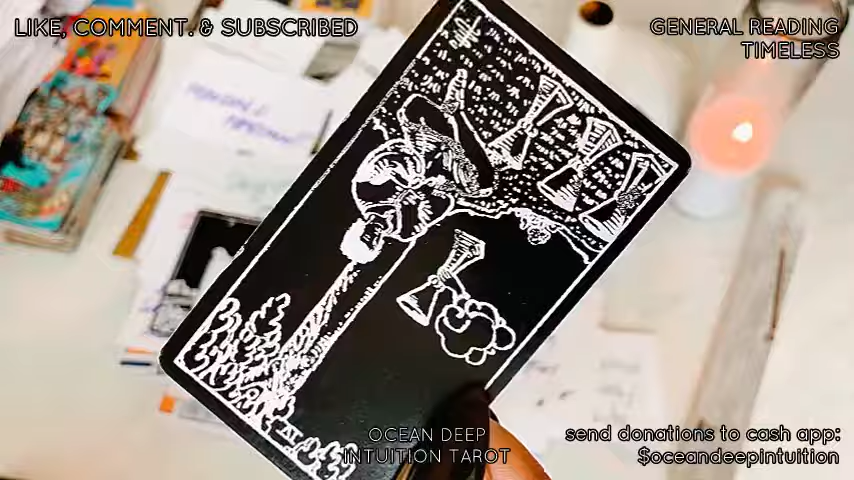 LIKE, COMMENT. & SUBSCRIBED
GENERAL READING
TIMELESS
OCEAN DEEP
INTUITION TAROT
send donations to cash app:
$oceandeepintuition